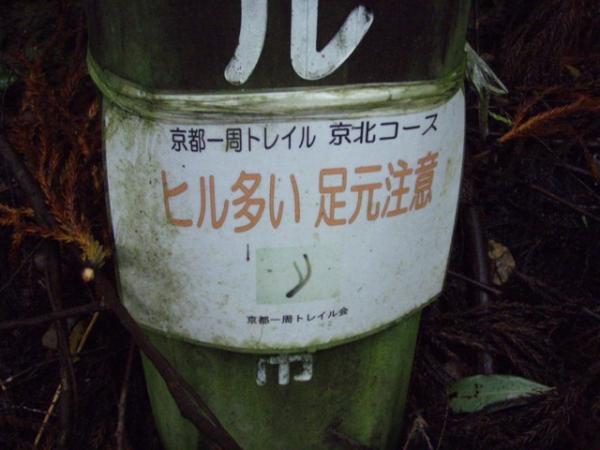 ル
京都一周トレイル 京北コース
ヒル多い 足元注意
京都一周トレイル会
市